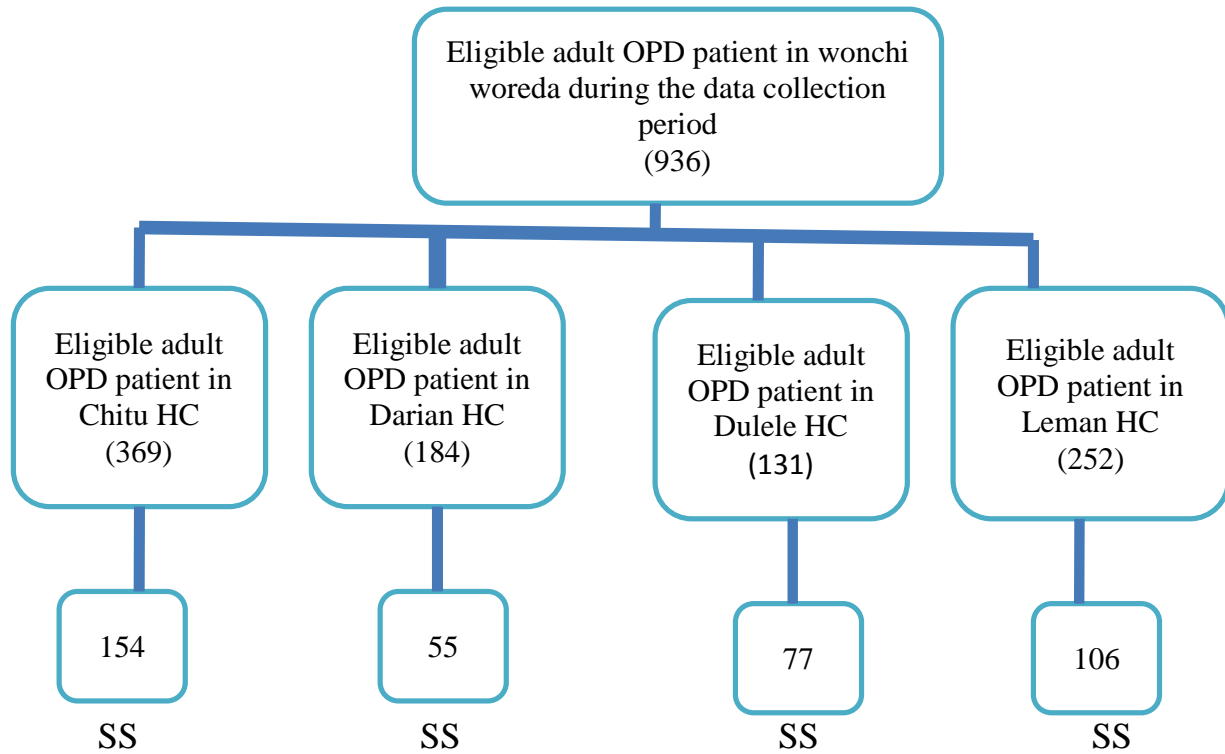 Eligible adult OPD patient in wonchi
woreda during the data collection
period
(936)
Eligible adult
OPD patient in
Chitu HC
(369)
Eligible adult
OPD patient in
Darian HC
(184)
Eligible adult
OPD patient in
Dulele HC
(131)
Eligible adult
OPD patient in
Leman HC
(252)
154
55
77
106
SS
SS
SS
SS